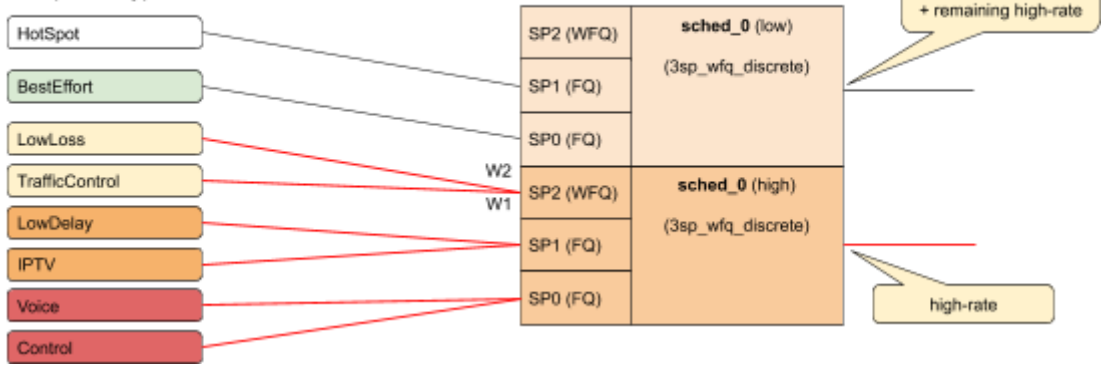 + remaining high-rate
HotSpot
BestEffort
LowLoss
TrafficControl
LowDelay
IPTV
Voice
Control
W2
W1
SP2 (WFQ)
SP1 (FQ)
SP0 (FQ)
SP2 (WFQ)
SP1 (FQ)
SP0 (FQ)
sched_0 (low)
(3sp_wfq_discrete)
sched_0 (high)
(3sp_wfq_discrete)
high-rate